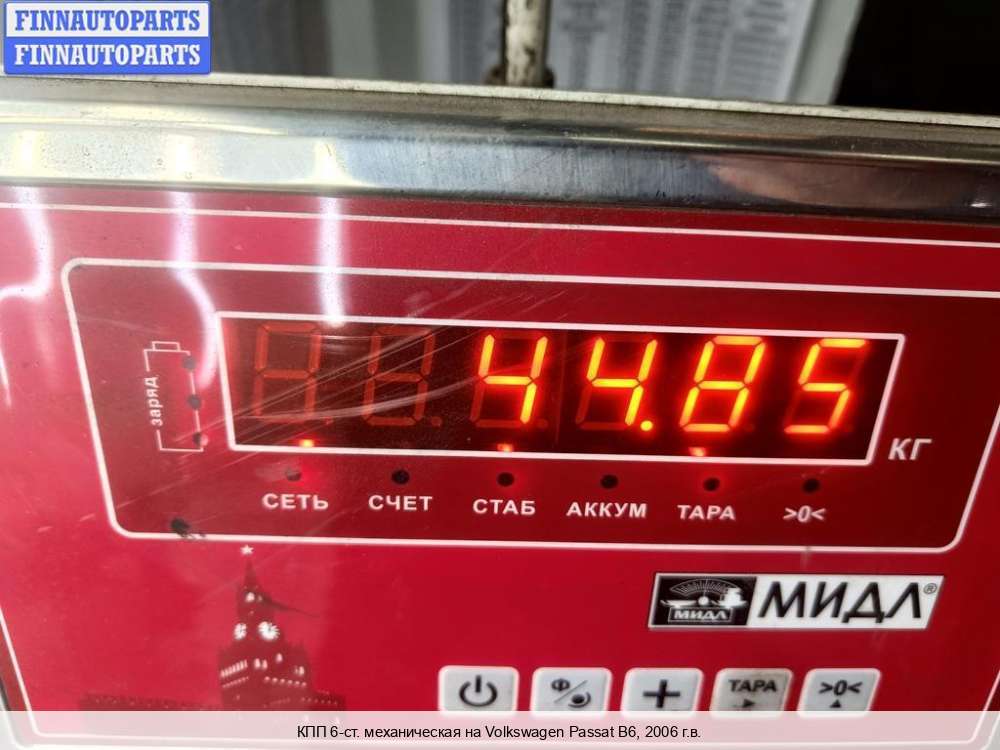 FINNAUTOPARTS
FINNAUTOPARTS
заряд
44.85
КГ
СЕТЬ СЧЕТ СТАБ АККУМ ТАРА >0<
МИДЛ МИДЛ®
Ф ТАРА >0<
КПП 6-ст. механическая на Volkswagen Passat B6, 2006 г.в.